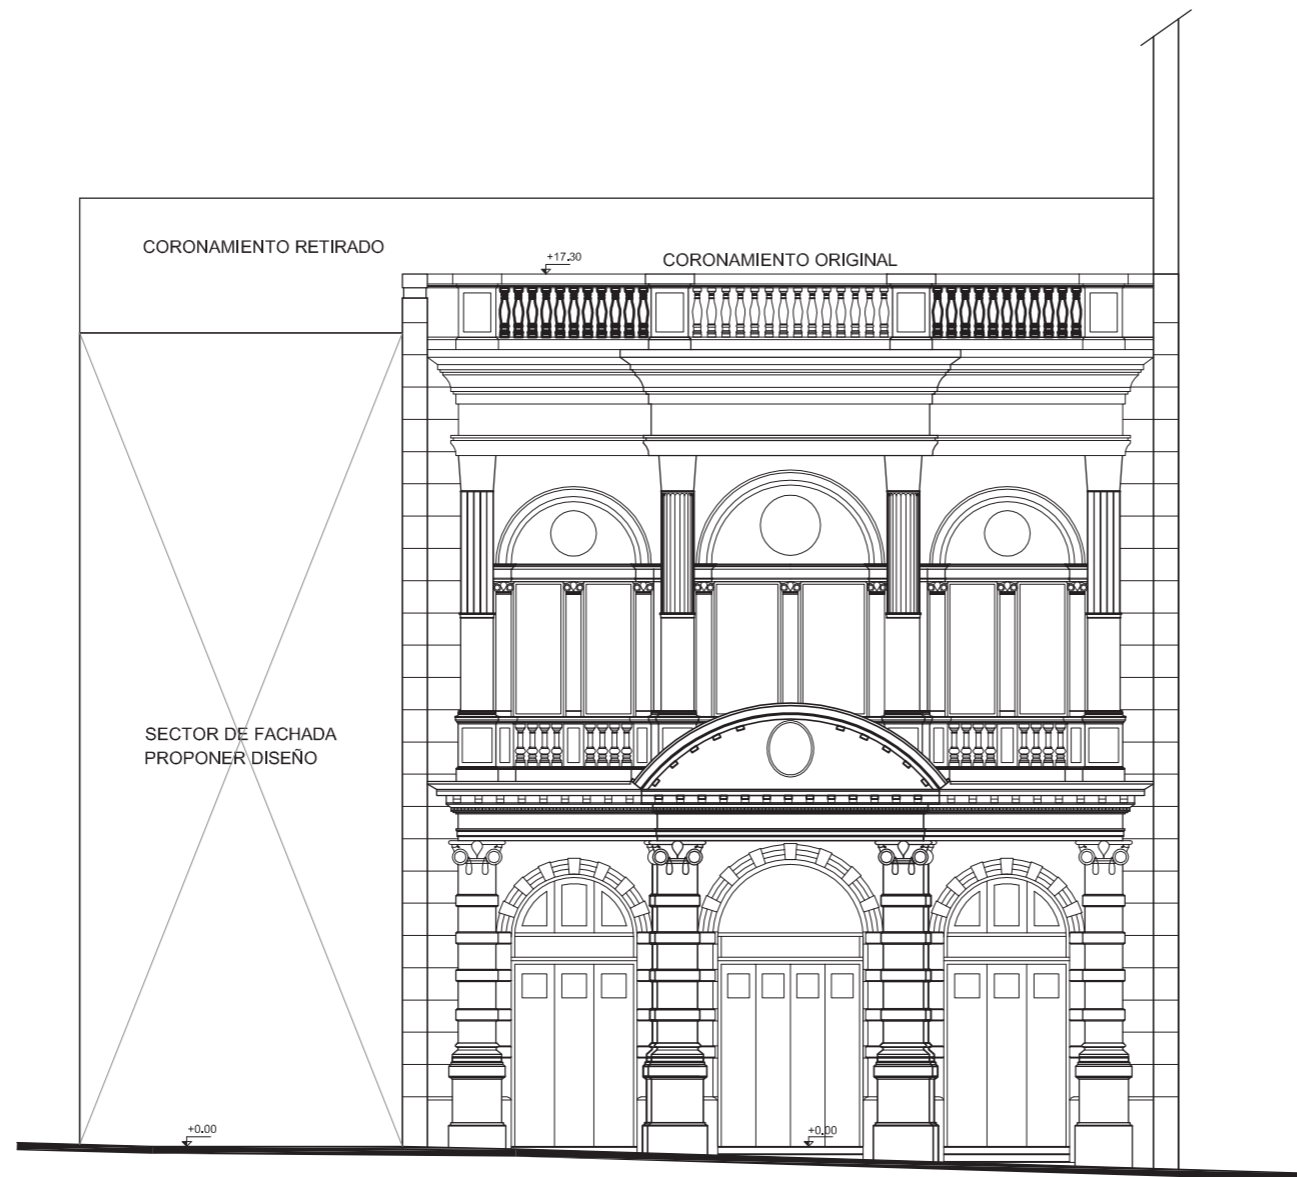 CORONAMIENTO RETIRADO
+17.30
CORONAMIENTO ORIGINAL
SECTOR DE FACHADA
PROPONER DISEÑO
+0.00
+0.00